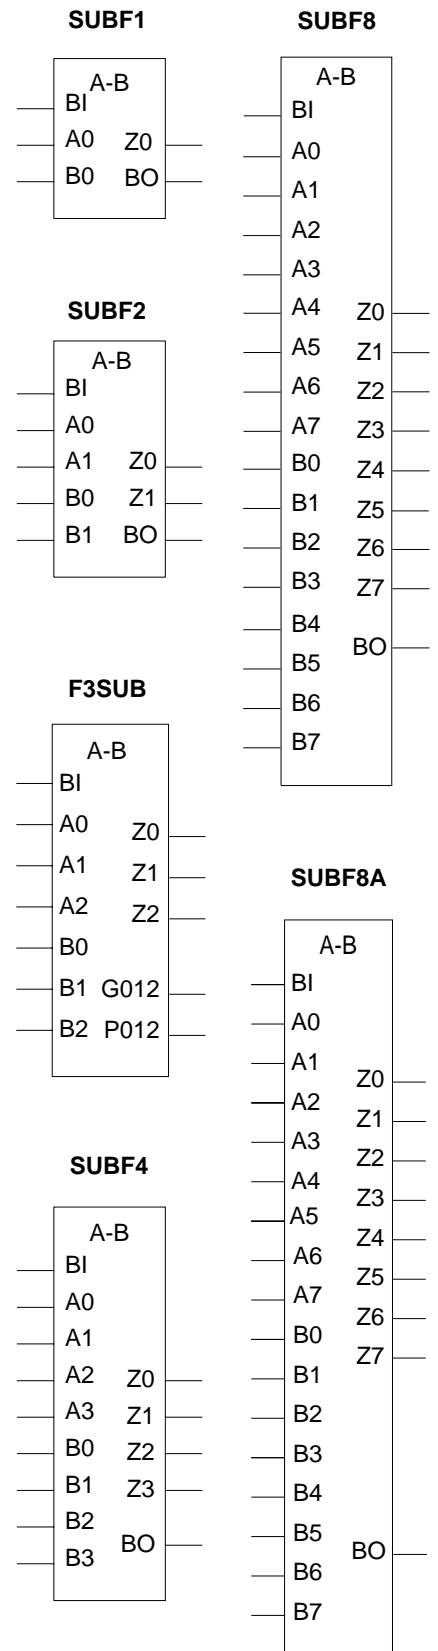 SUBF1
A-B
BI
A0 Z0
B0 BO
SUBF2
A-B
BI
A0
A1 Z0
B0 Z1
B1 BO
F3SUB
A-B
BI
A0 Z0
A1 Z1
A2 Z2
B0
B1 G012
B2 P012
SUBF4
A-B
BI
A0
A1
A2 Z0
A3 Z1
B0 Z2
B1 Z3
B2
B3 BO
SUBF8
A-B
BI
A0
A1
A2
A3
A4 Z0
A5 Z1
A6 Z2
A7 Z3
B0 Z4
B1 Z5
B2 Z6
B3 Z7
B4
B5 BO
B6
B7
SUBF8A
A-B
BI
A0
A1 Z0
A2 Z1
A3 Z2
A4 Z3
A5 Z4
A6 Z5
A7 Z6
B0 Z7
B1
B2
B3
B4
B5 BO
B6
B7